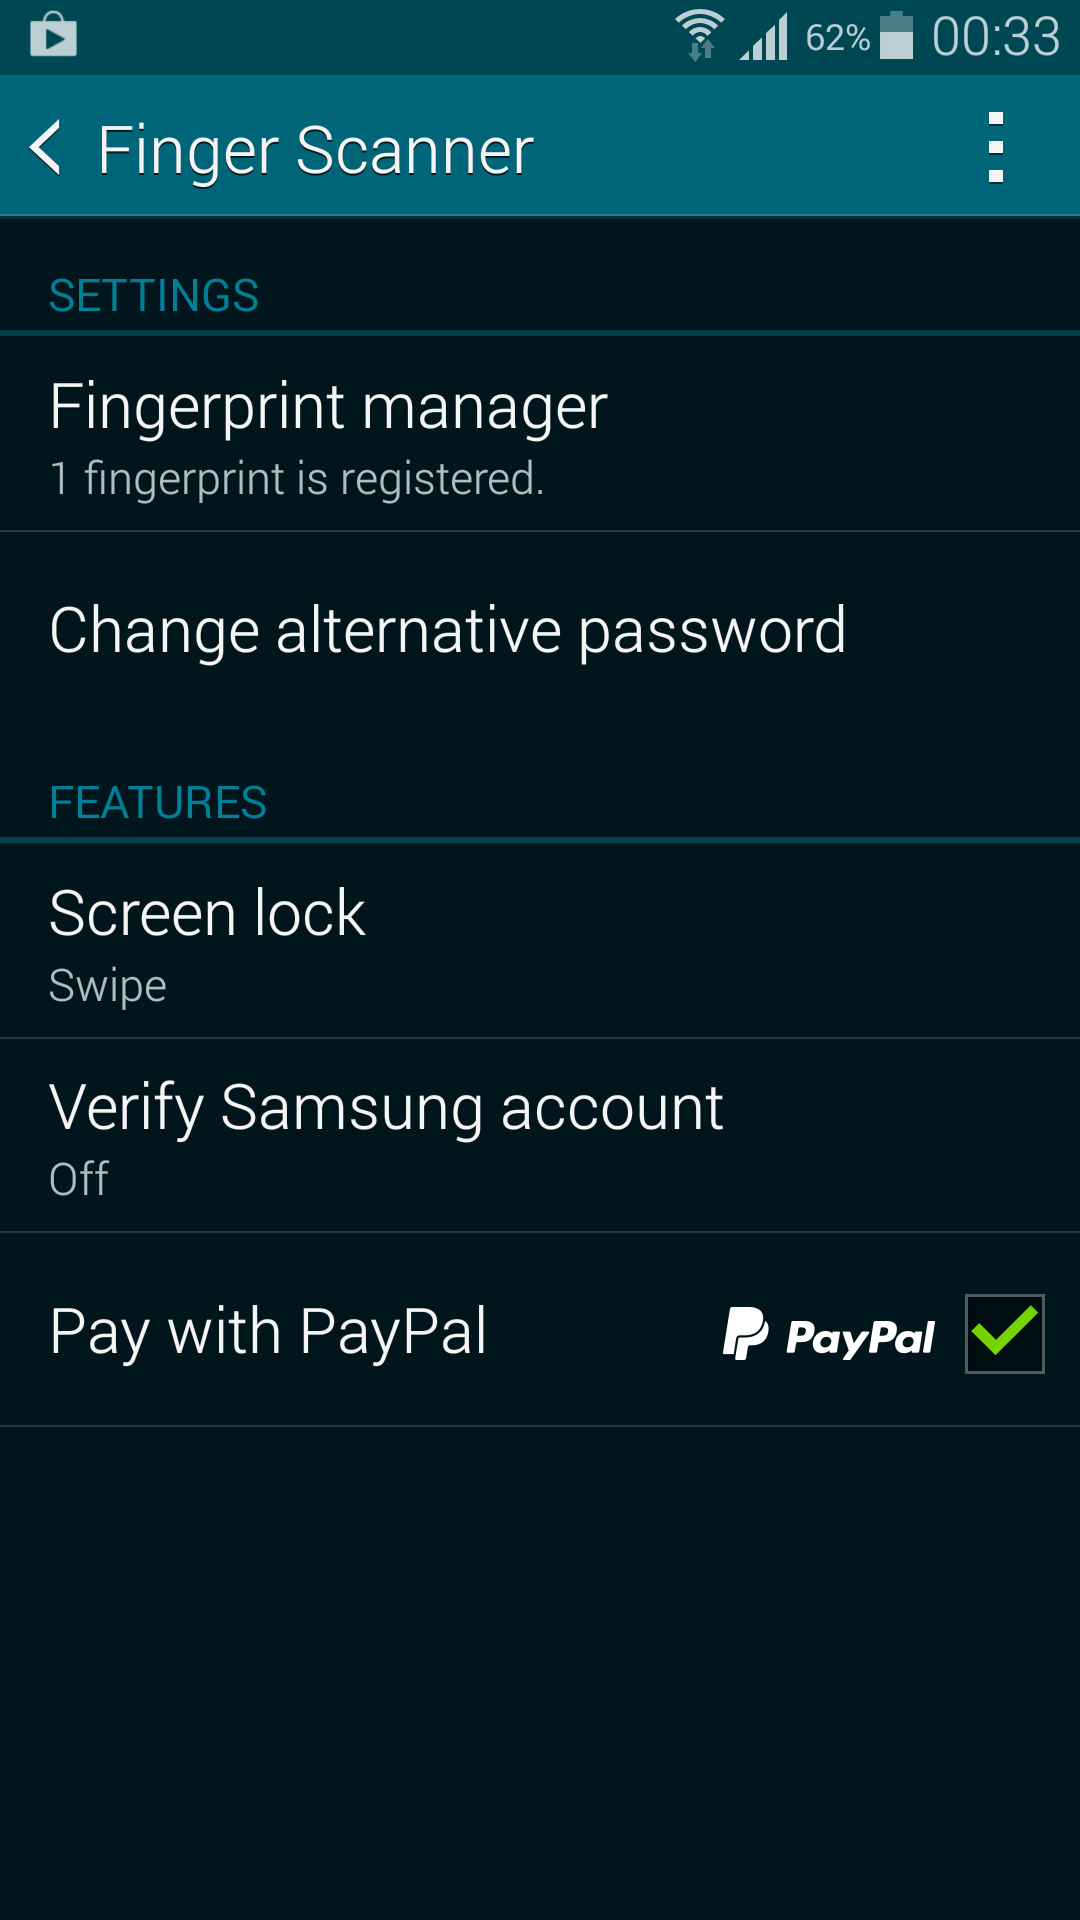 62% 00:33
Finger Scanner
SETTINGS
Fingerprint manager
1 fingerprint is registered.
Change alternative password
FEATURES
Screen lock
Swipe
Verify Samsung account
Off
Pay with PayPal PayPal